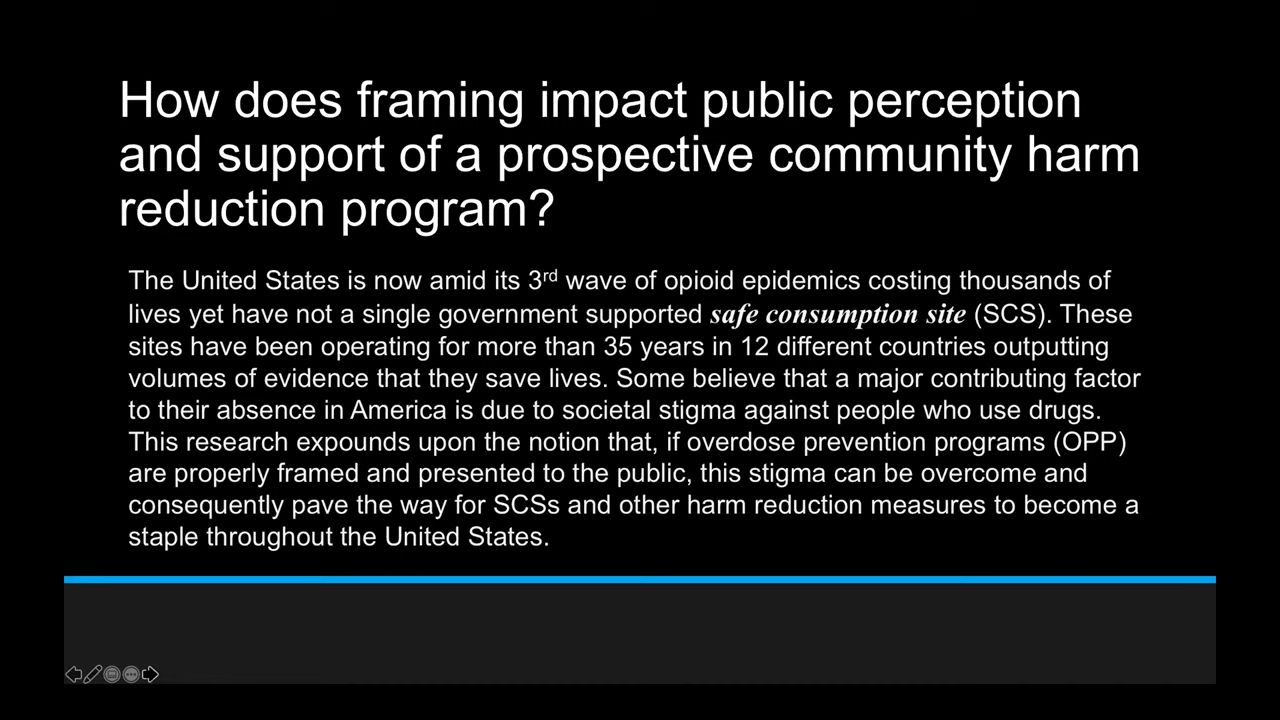 How does framing impact public perception
and support of a prospective community harm
reduction program?
The United States is now amid its 3rd wave of opioid epidemics costing thousands of
lives yet have not a single government supported safe consumption site (SCS). These
sites have been operating for more than 35 years in 12 different countries outputting
volumes of evidence that they save lives. Some believe that a major contributing factor
to their absence in America is due to societal stigma against people who use drugs.
This research expounds upon the notion that, if overdose prevention programs (OPP)
are properly framed and presented to the public, this stigma can be overcome and
consequently pave the way for SCSs and other harm reduction measures to become a
staple throughout the United States.